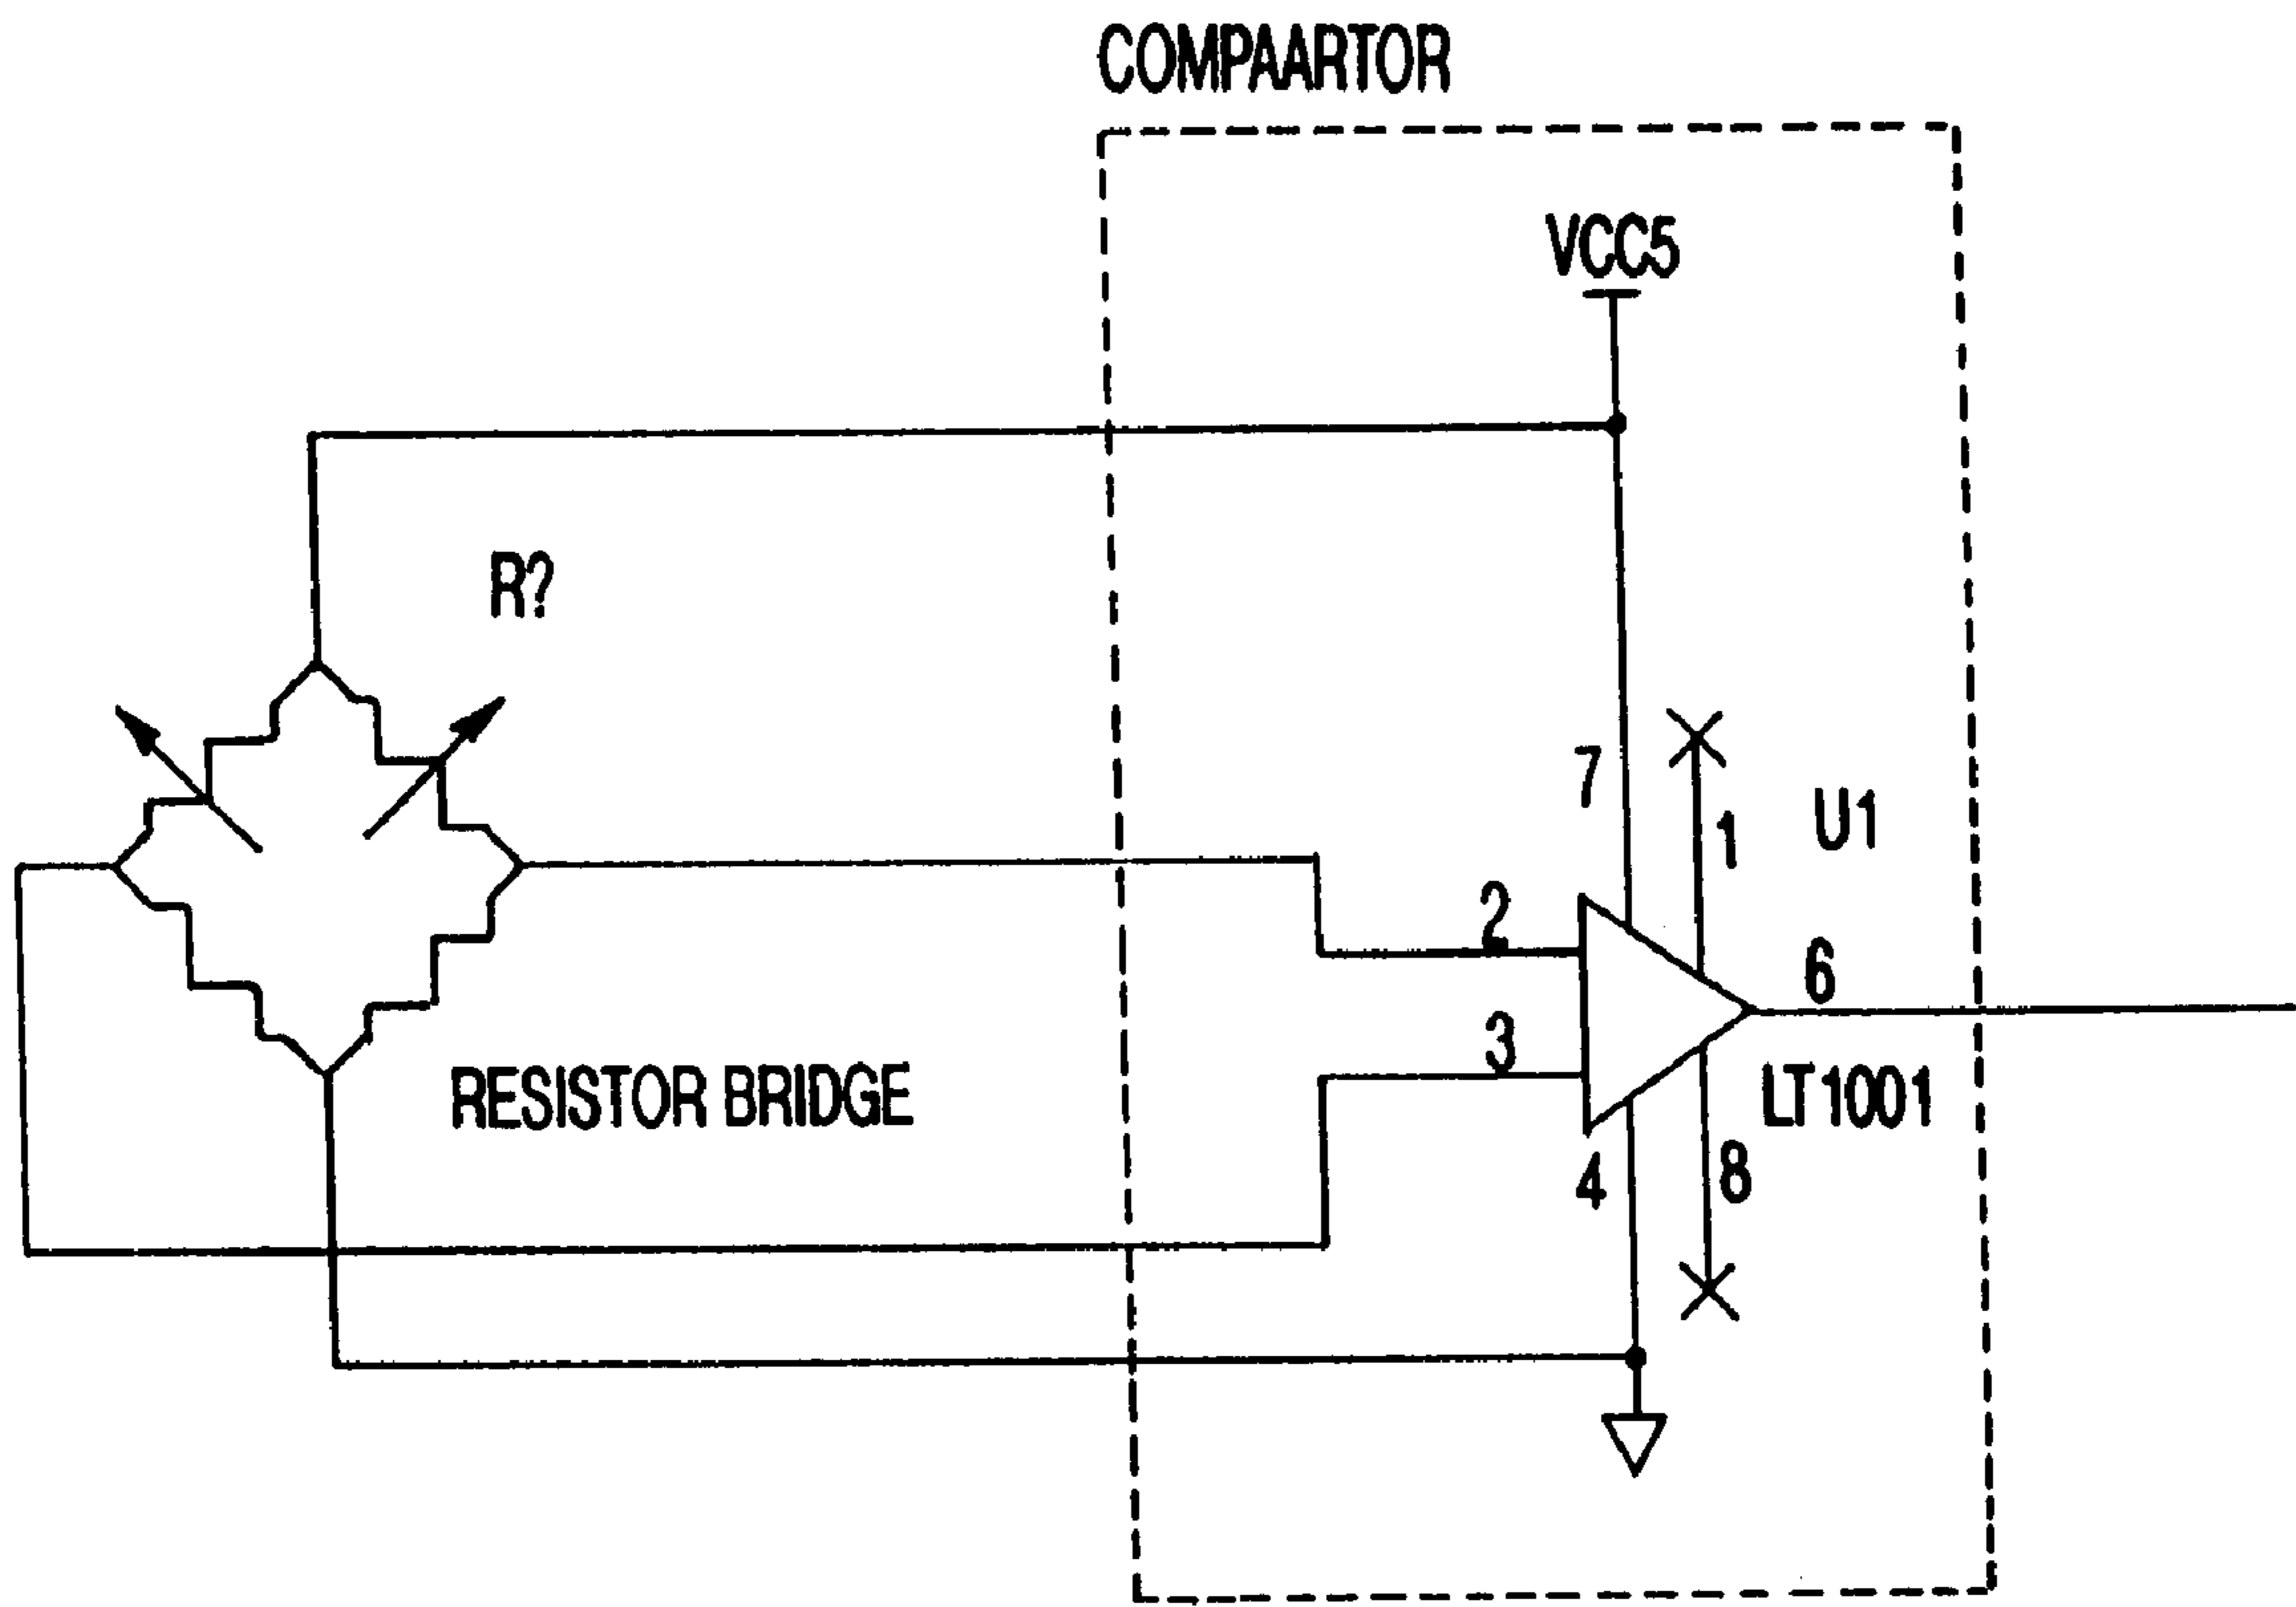 COMPAARTOR
VCC5
R?
7
1
U1
2
6
3
RESISTOR BRIDGE
LT1001
4
8